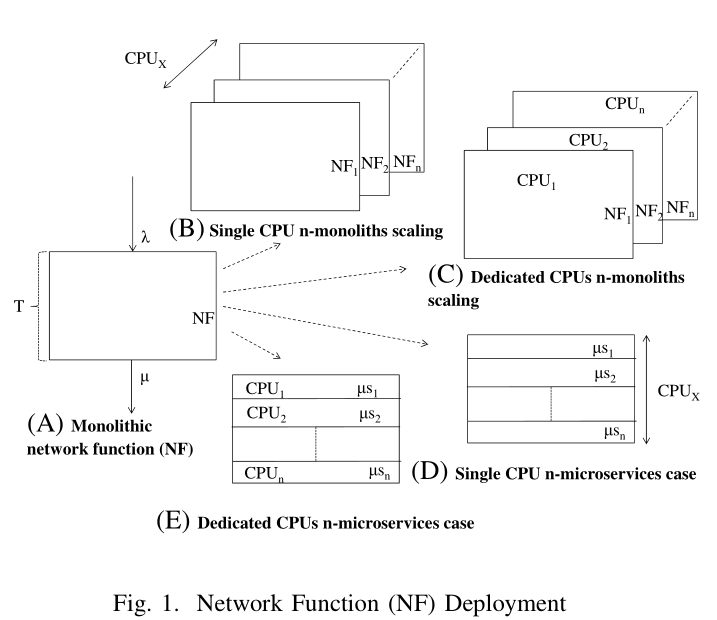 CPUX
NF1 NF2 NFn
(B) Single CPU n-monoliths scaling
CPUn
CPU2
CPU1
NF1 NF2 NFn
(C) Dedicated CPUs n-monoliths
scaling
λ
T
NF
μ
(A) Monolithic
network function (NF)
μs1
μs2
μsn
CPUX
(D) Single CPU n-microservices case
CPU1 μs1
CPU2 μs2
CPUn μsn
(E) Dedicated CPUs n-microservices case
Fig. 1. Network Function (NF) Deployment